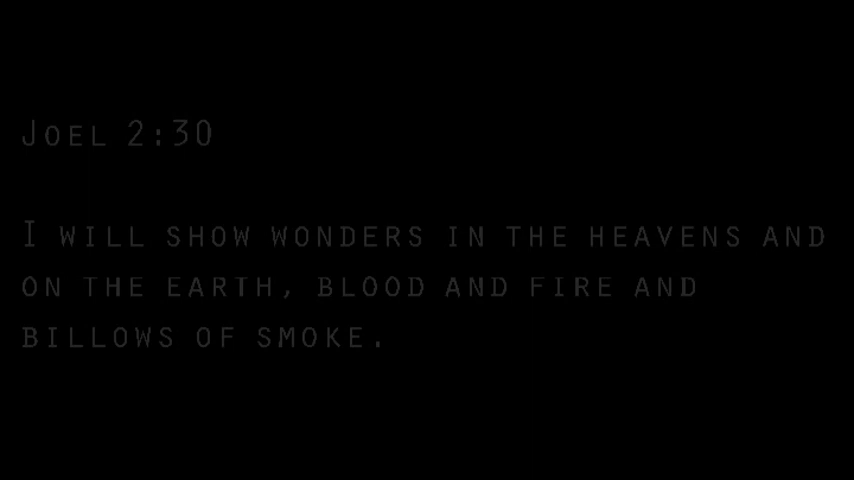 Joel 2:30
I will show wonders in the heavens and
on the earth, blood and fire and
billows of smoke.